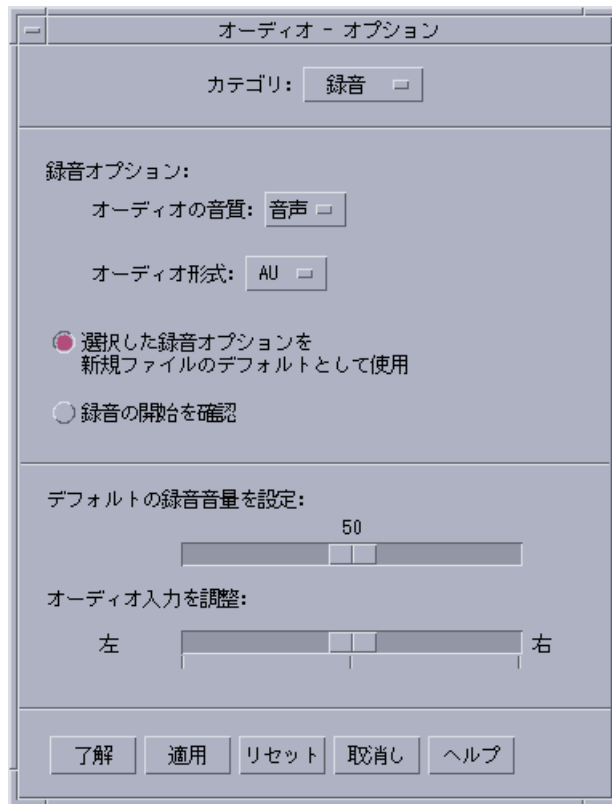 オーディオ - オプション
カテゴリ: 録音
録音オプション:
オーディオの音質: 音声
オーディオ形式: AU
選択した録音オプションを
新規ファイルのデフォルトとして使用
録音の開始を確認
デフォルトの録音音量を設定:
50
オーディオ入力を調整:
左 右
了解 適用 リセット 取消し ヘルプ